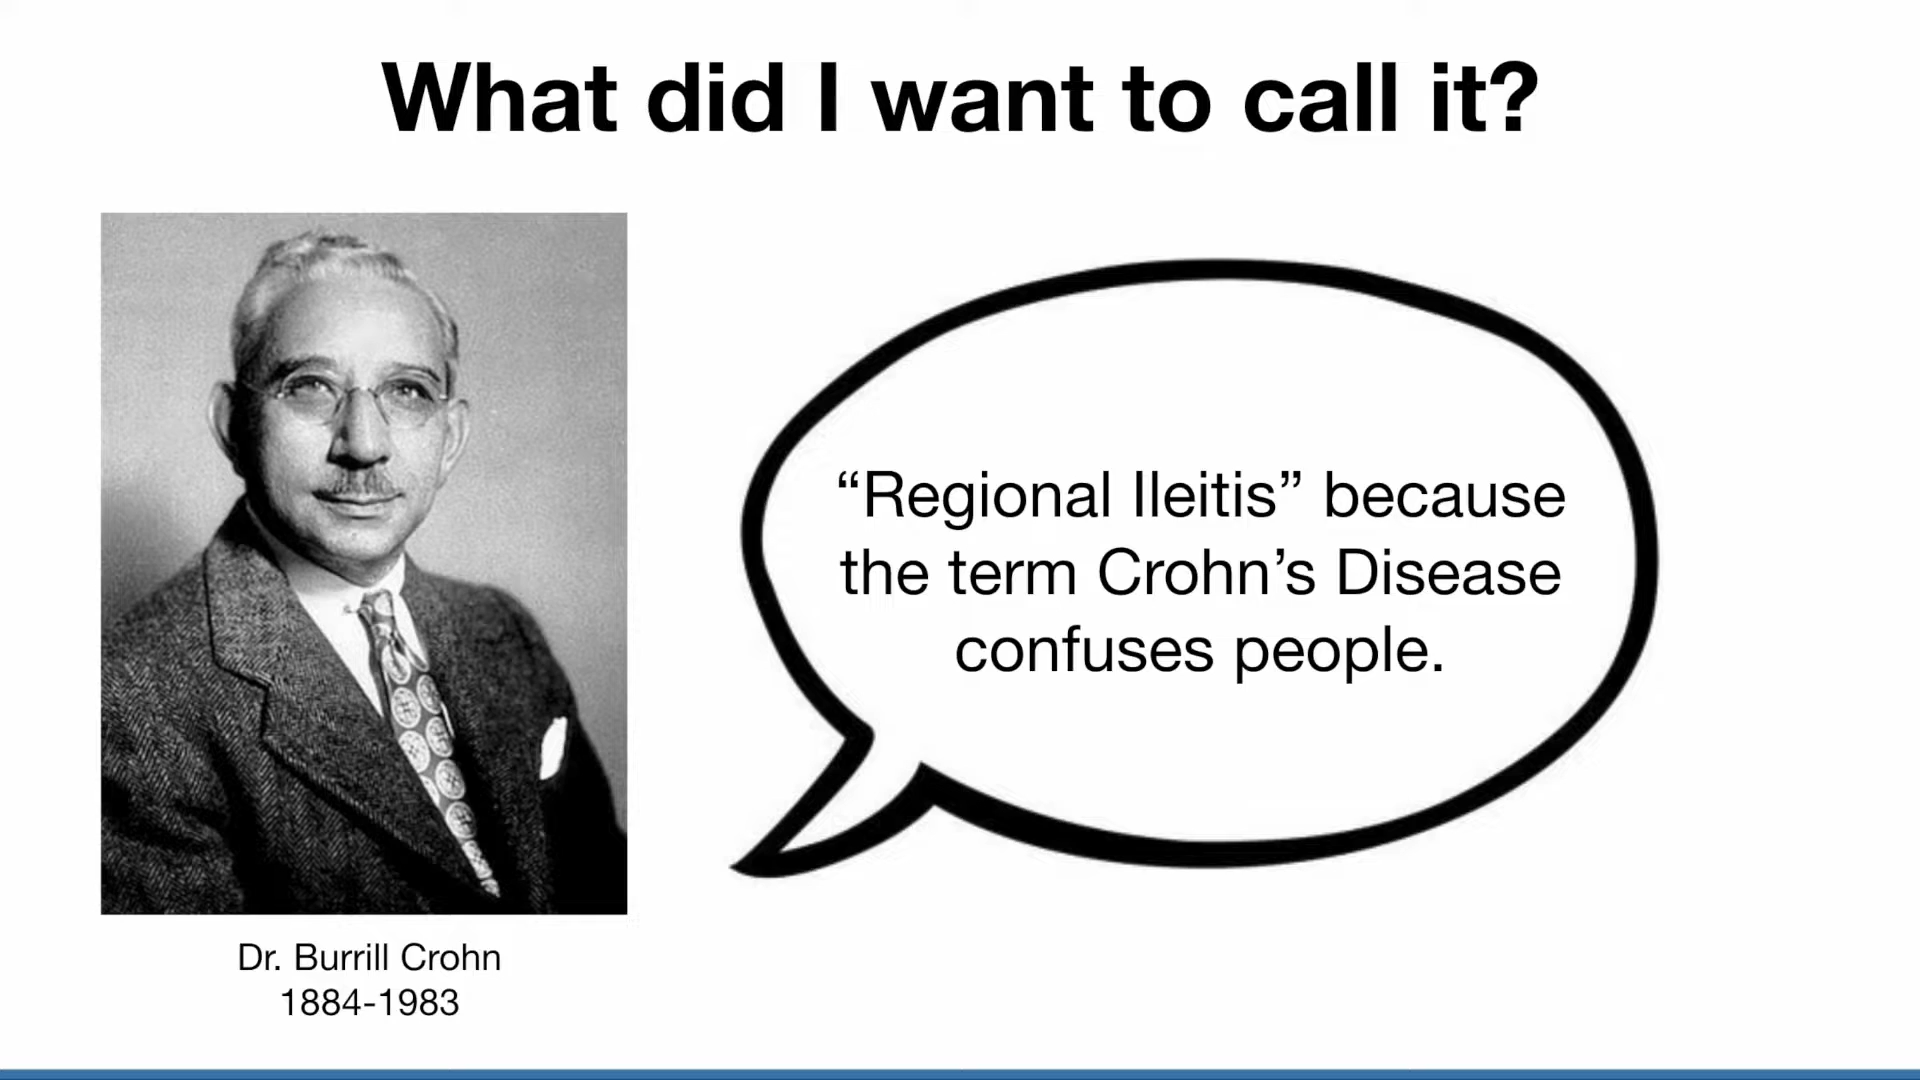 What did I want to call it?
“Regional Ileitis” because
the term Crohn’s Disease
confuses people.
Dr. Burrill Crohn
1884-1983